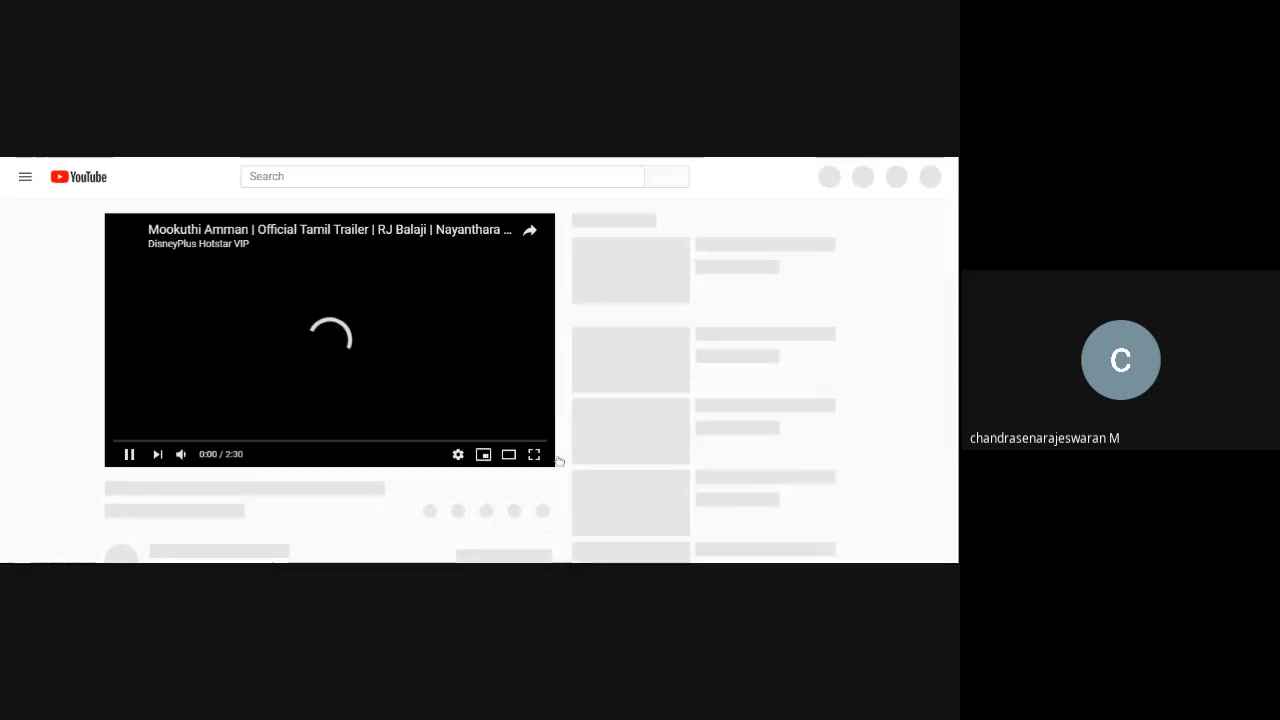 YouTube
Search
Mookuthi Amman | Official Tamil Trailer | RJ Balaji | Nayanthara ...
DisneyPlus Hotstar VIP
0:00 / 2:30
C
chandrasenarajeswaran M